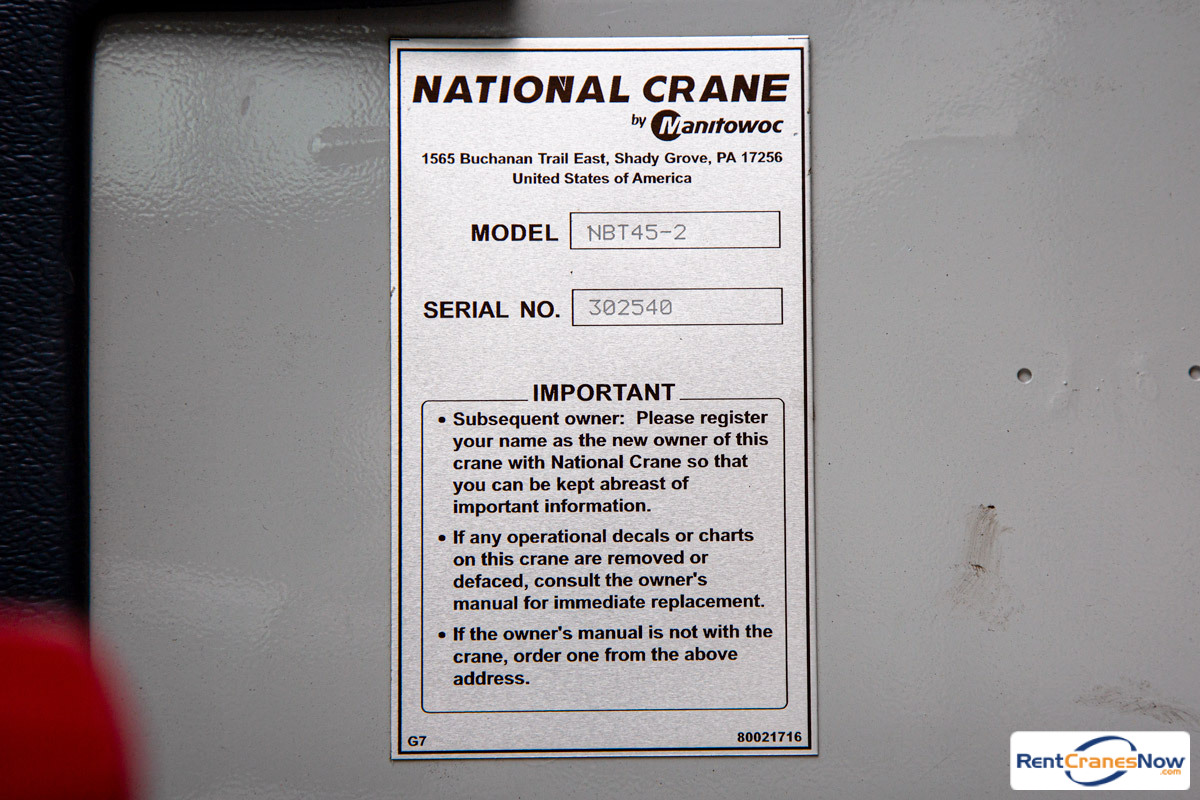 NATIONAL CRANE
by Manitowoc
1565 Buchanan Trail East, Shady Grove, PA 17256
United States of America
MODEL NBT45-2
SERIAL NO. 302540
IMPORTANT
• Subsequent owner: Please register
your name as the new owner of this
crane with National Crane so that
you can be kept abreast of
important information.
• If any operational decals or charts
on this crane are removed or
defaced, consult the owner's
manual for immediate replacement.
• If the owner's manual is not with the
crane, order one from the above
address.
G7 80021716
RentCranesNow
.com